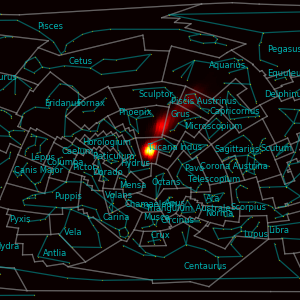 Pisces
Pegasus
Cetus
Aquarius
Equuleus
Sculptor
Delphinus
Eridanus
Fornax
Piscis Austrinus
Phoenix
Grus
Capricornus
Microscopium
Horologium
Caelum
Reticulum
Tucana
Indus
Sagittarius
Scutum
Lepus
Columba
Pictor
Hydrus
Pavo
Corona Austrina
Canis Major
Dorado
Telescopium
Mensa
Octans
Puppis
Volans
Ara
Chamaeleon
Apus
Triangulum Australe
Scorpius
Norma
Carina
Musca
Circinus
Pyxis
Vela
Crux
Lupus
Libra
Hydra
Antlia
Centaurus